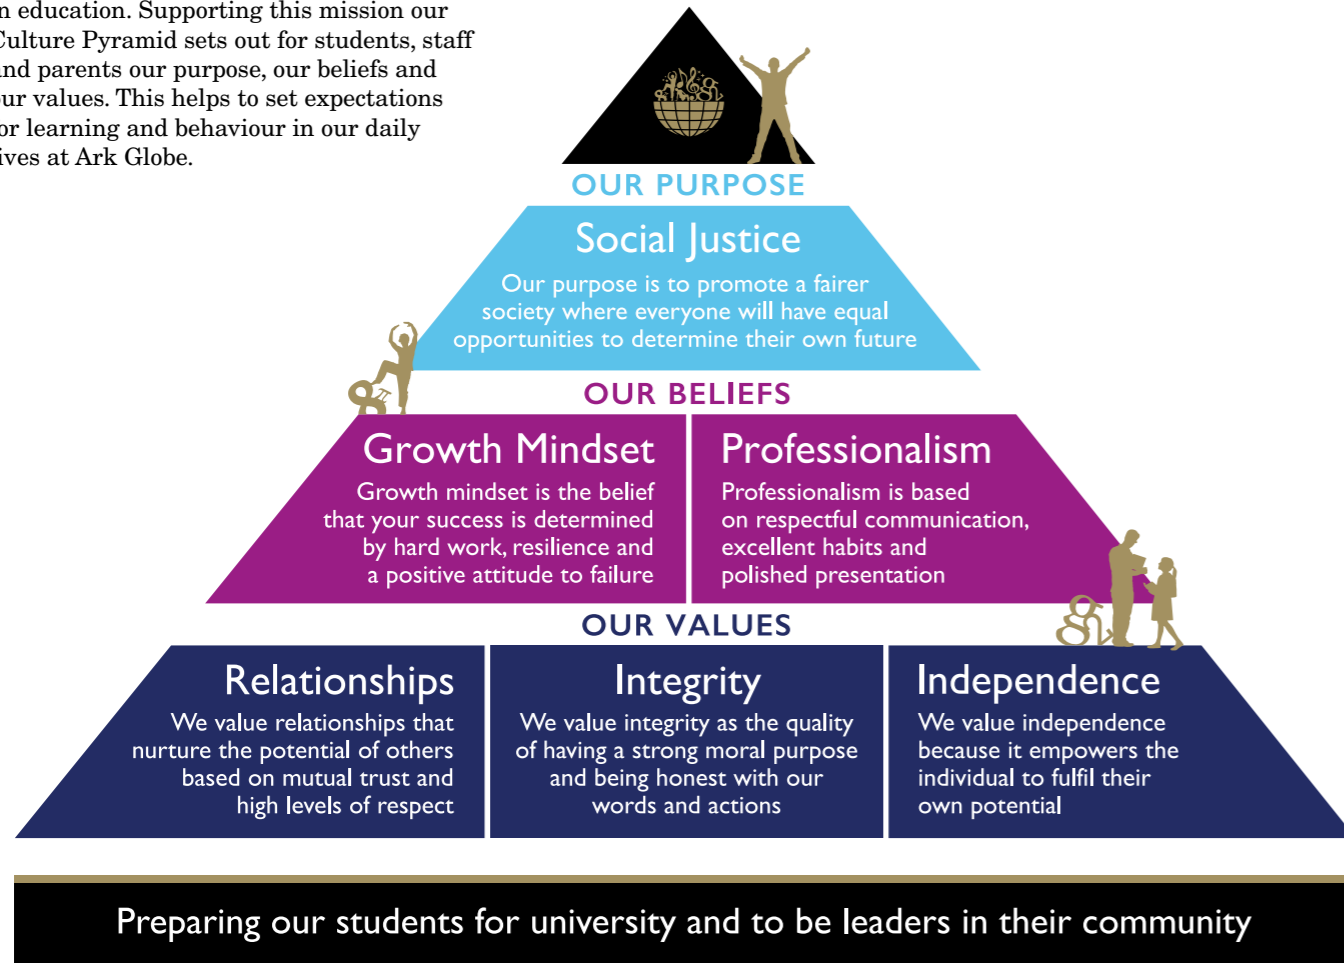 n education. Supporting this mission our
Culture Pyramid sets out for students, staff
and parents our purpose, our beliefs and
our values. This helps to set expectations
or learning and behaviour in our daily
ives at Ark Globe.
OUR PURPOSE
Social Justice
Our purpose is to promote a fairer
society where everyone will have equal
opportunities to determine their own future
OUR BELIEFS
Growth Mindset
Growth mindset is the belief
that your success is determined
by hard work, resilience and
a positive attitude to failure
Professionalism
Professionalism is based
on respectful communication,
excellent habits and
polished presentation
OUR VALUES
Relationships
We value relationships that
nurture the potential of others
based on mutual trust and
high levels of respect
Integrity
We value integrity as the quality
of having a strong moral purpose
and being honest with our
words and actions
Independence
We value independence
because it empowers the
individual to fulfil their
own potential
Preparing our students for university and to be leaders in their community